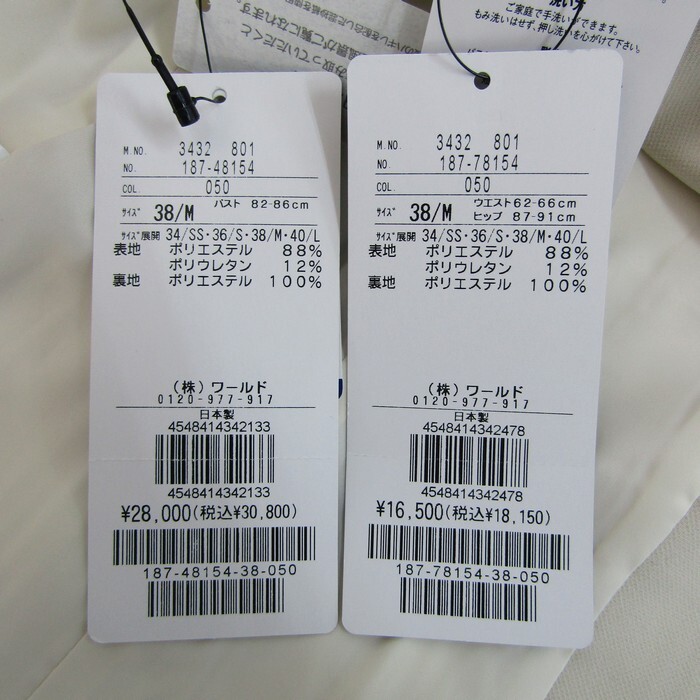 ご家庭で手洗いができます。
もみ洗いはせず、押し洗いを心がけて下さい。
M.NO. 3432 801
NO. 187-48154
COL. 050
サイズ 38/M バスト 82-86cm
サイズ展開 34/SS・36/S・38/M・40/L
表地 ポリエステル 88%
ポリウレタン 12%
裏地 ポリエステル 100%
(株)ワールド
0120-977-917
日本製
4548414342133
4548414342133
¥28,000(税込¥30,800)
187-48154-38-050
M.NO. 3432 801
NO. 187-78154
COL. 050
サイズ 38/M ウエスト62-66cm
ヒップ 87-91cm
サイズ展開 34/SS・36/S・38/M・40/L
表地 ポリエステル 88%
ポリウレタン 12%
裏地 ポリエステル 100%
(株)ワールド
0120-977-917
日本製
4548414342478
4548414342478
¥16,500(税込¥18,150)
187-78154-38-050